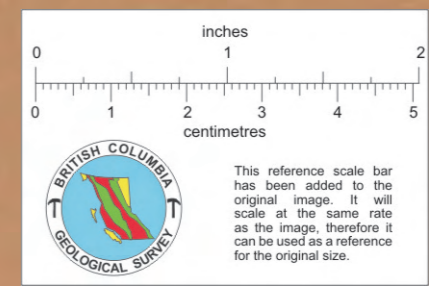 inches
0 1 2
0 1 2 3 4 5
centimetres
BRITISH COLUMBIA
GEOLOGICAL SURVEY
This reference scale bar
has been added to the
original image. It will
scale at the same rate
as the image, therefore it
can be used as a reference
for the original size.